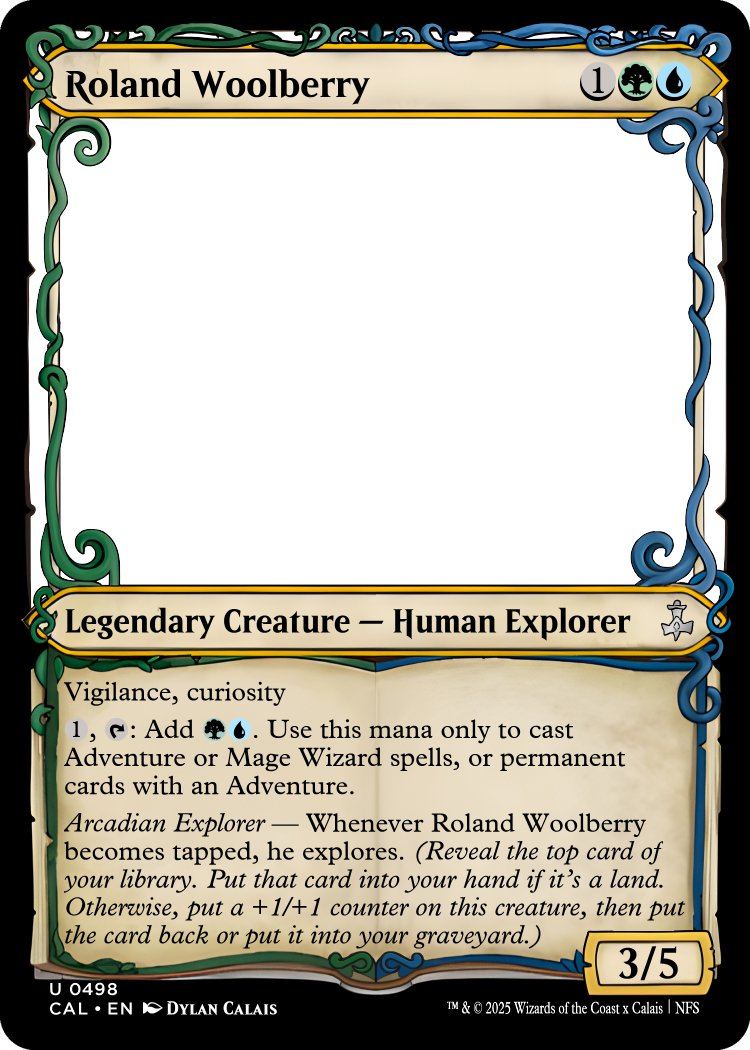 Roland Woolberry
1
Legendary Creature — Human Explorer
Vigilance, curiosity
1, : Add . Use this mana only to cast
Adventure or Mage Wizard spells, or permanent
cards with an Adventure.
Arcadian Explorer — Whenever Roland Woolberry
becomes tapped, he explores. (Reveal the top card of
your library. Put that card into your hand if it's a land.
Otherwise, put a +1/+1 counter on this creature, then put
the card back or put it into your graveyard.)
3/5
U 0498
CAL • EN Dylan Calais
™ & © 2025 Wizards of the Coast x Calais | NFS